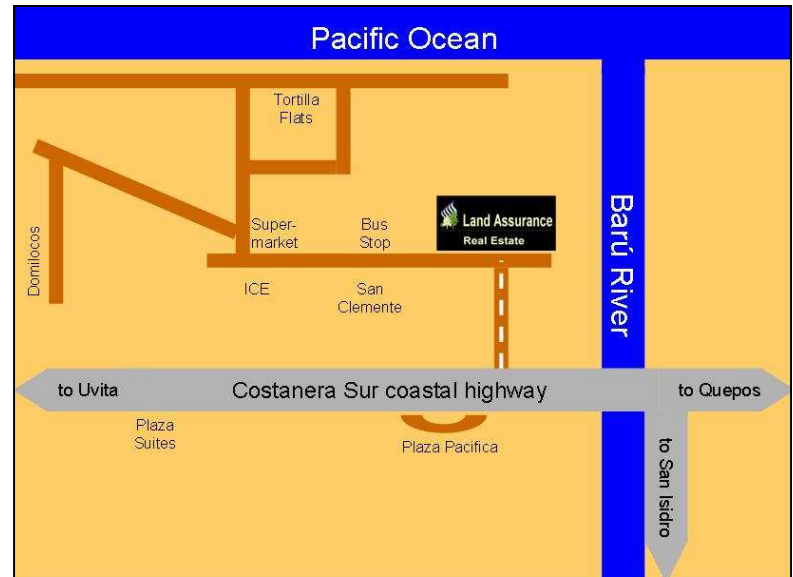 Pacific Ocean
Tortilla
Flats
Domilocos
Super-
market
Bus
Stop
Land Assurance
Real Estate
Barú River
ICE
San
Clemente
to Uvita
Costanera Sur coastal highway
to Quepos
Plaza
Suites
Plaza Pacifica
to San Isidro